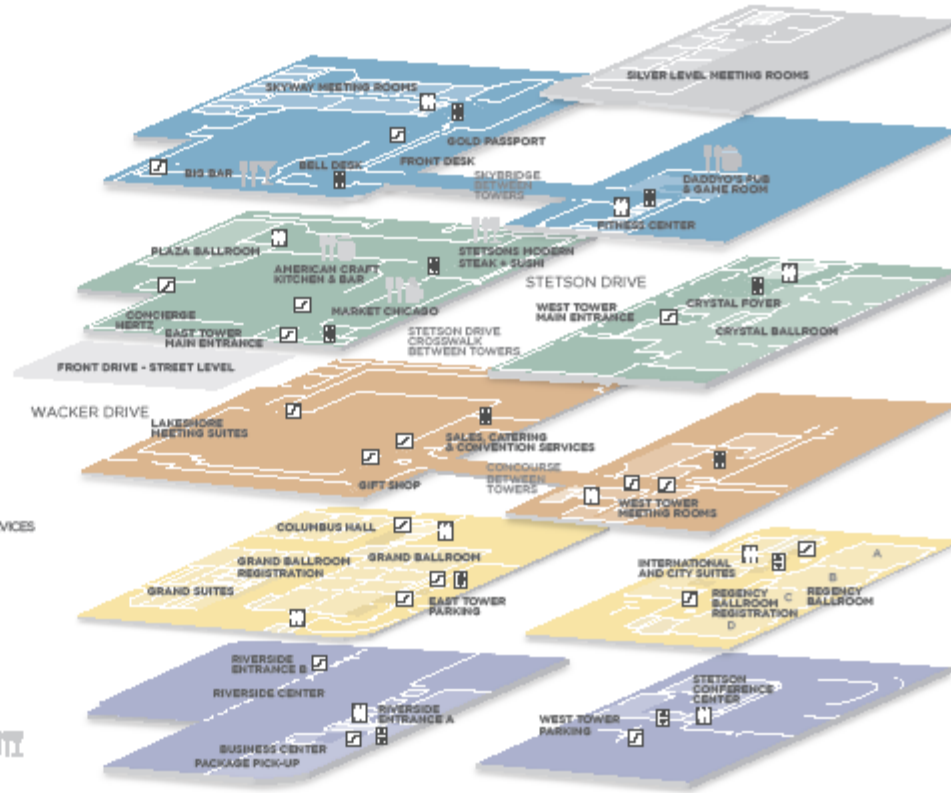 SILVER LEVEL MEETING ROOMS
SKYWAY MEETING ROOMS
GOLD PASSPORT
FRONT DESK
BELL DESK
BIG BAR
SKYBRIDGE
BETWEEN
TOWERS
DADDYO'S PUB
& GAME ROOM
FITNESS CENTER
PLAZA BALLROOM
AMERICAN CRAFT
KITCHEN & BAR
STETSONS MODERN
STEAK + SUSHI
MARKET CHICAGO
CONCIERGE
HERTZ
EAST TOWER
MAIN ENTRANCE
STETSON DRIVE
STETSON DRIVE
CROSSWALK
BETWEEN TOWERS
WEST TOWER
MAIN ENTRANCE
CRYSTAL FOYER
CRYSTAL BALLROOM
FRONT DRIVE - STREET LEVEL
WACKER DRIVE
LAKESHORE
MEETING SUITES
SALES, CATERING
& CONVENTION SERVICES
GIFT SHOP
CONCOURSE
BETWEEN
TOWERS
WEST TOWER
MEETING ROOMS
VICES
COLUMBUS HALL
GRAND BALLROOM
GRAND BALLROOM
REGISTRATION
GRAND SUITES
EAST TOWER
PARKING
INTERNATIONAL
AND CITY SUITES
A
B
C
D
REGENCY
BALLROOM
REGISTRATION
REGENCY
BALLROOM
RIVERSIDE
ENTRANCE B
RIVERSIDE CENTER
RIVERSIDE
ENTRANCE A
BUSINESS CENTER
PACKAGE PICK-UP
STETSON
CONFERENCE
CENTER
WEST TOWER
PARKING